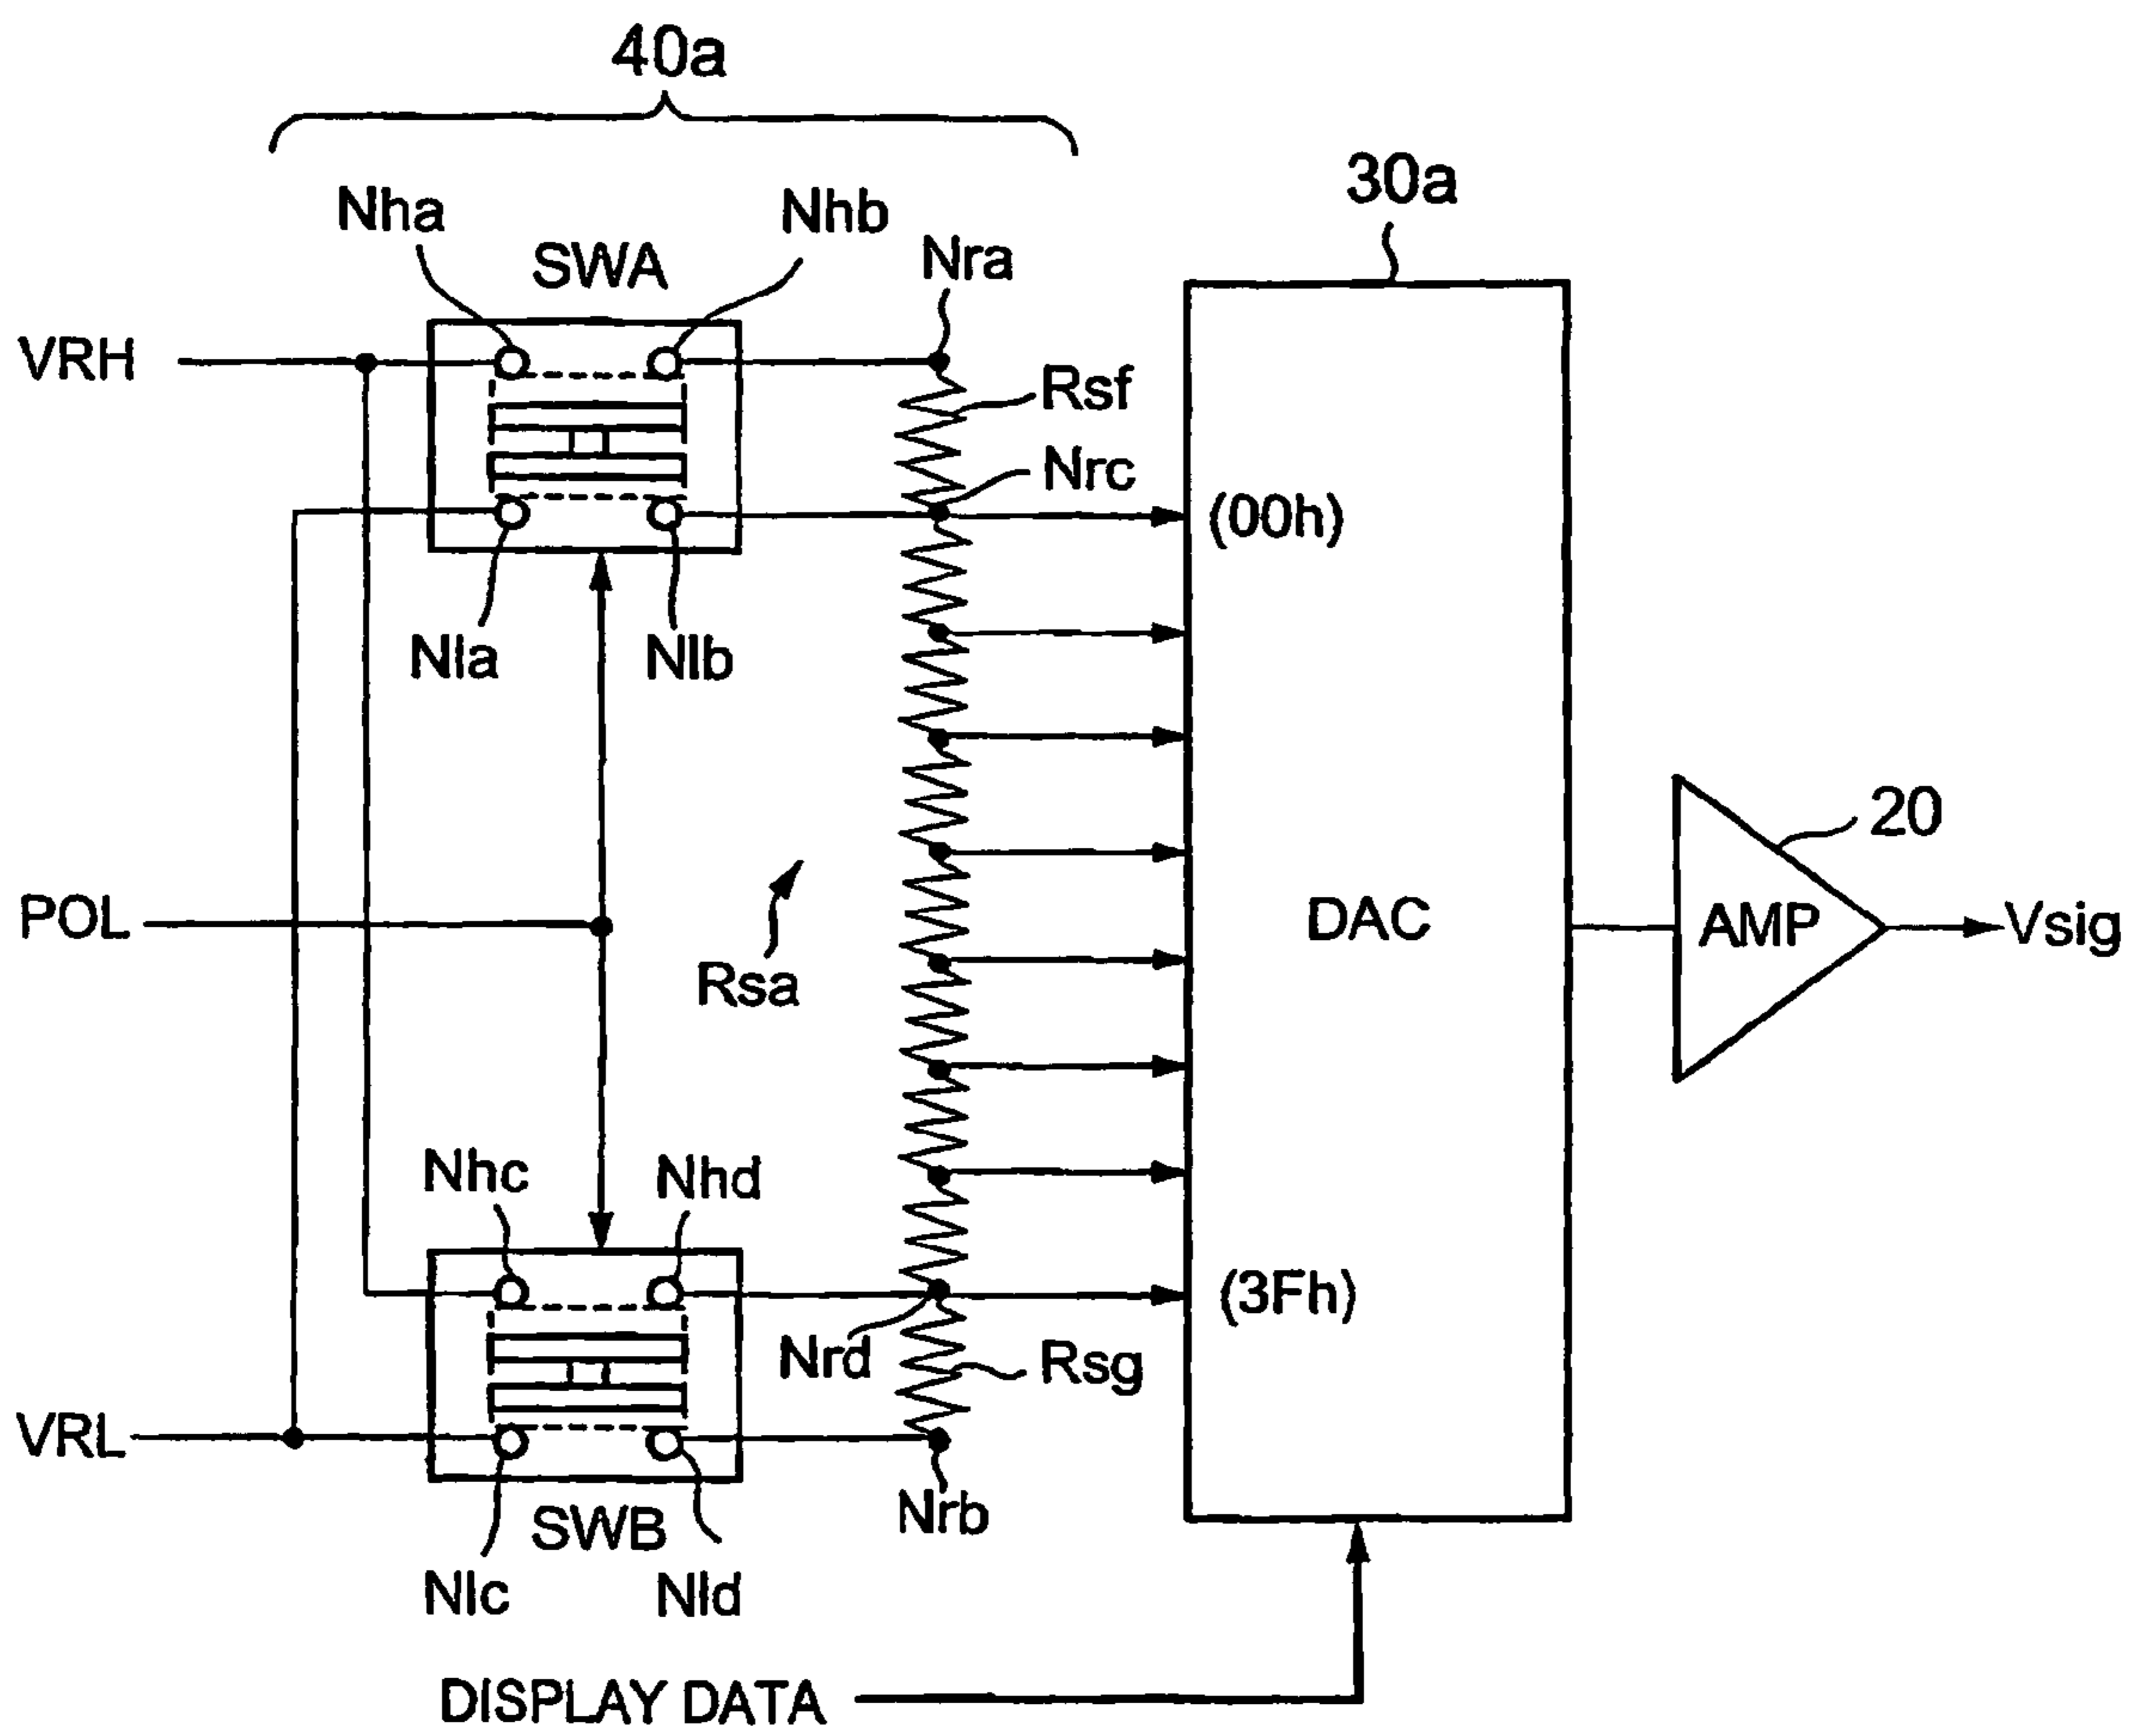 40a
30a
Nha
Nhb
SWA
Nra
VRH
Rsf
Nrc
(00h)
Nla
Nlb
20
POL
DAC
AMP
Vsig
Rsa
Nhc
Nhd
(3Fh)
Nrd
Rsg
VRL
Nrb
SWB
Nlc
Nld
DISPLAY DATA